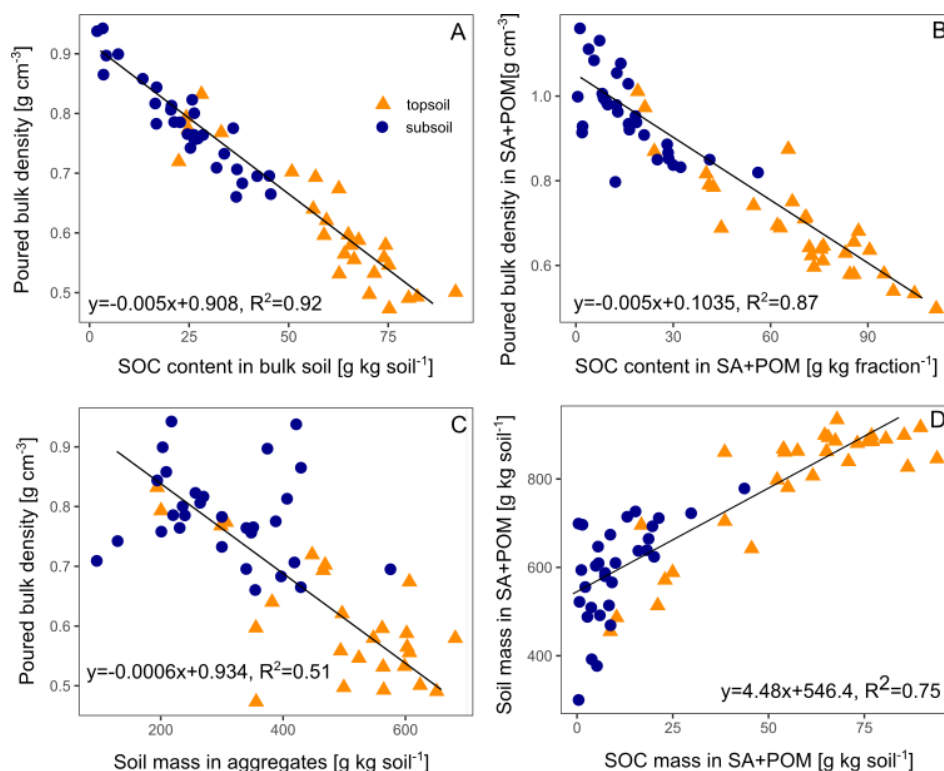 A
Poured bulk density [g cm⁻³]
0.9
0.8
0.7
0.6
0.5
topsoil
subsoil
y=-0.005x+0.908, R²=0.92
0 25 50 75
SOC content in bulk soil [g kg soil⁻¹]
B
Poured bulk density in SA+POM[g cm⁻³]
1.0
0.8
0.6
y=-0.005x+0.1035, R²=0.87
0 30 60 90
SOC content in SA+POM [g kg fraction⁻¹]
C
Poured bulk density [g cm⁻³]
0.9
0.8
0.7
0.6
0.5
y=-0.0006x+0.934, R²=0.51
200 400 600
Soil mass in aggregates [g kg soil⁻¹]
D
Soil mass in SA+POM [g kg soil⁻¹]
800
600
400
y=4.48x+546.4, R²=0.75
0 25 50 75
SOC mass in SA+POM [g kg soil⁻¹]